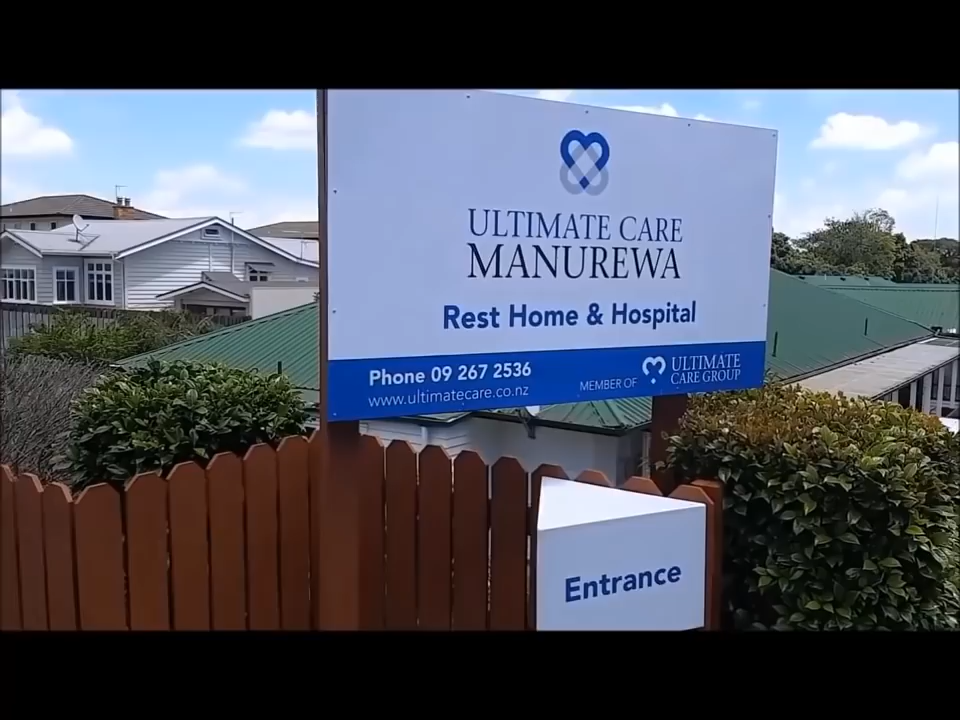 ULTIMATE CARE
MANUREWA
Rest Home & Hospital
Phone 09 267 2536
www.ultimatecare.co.nz
MEMBER OF
ULTIMATE
CARE GROUP
Entrance